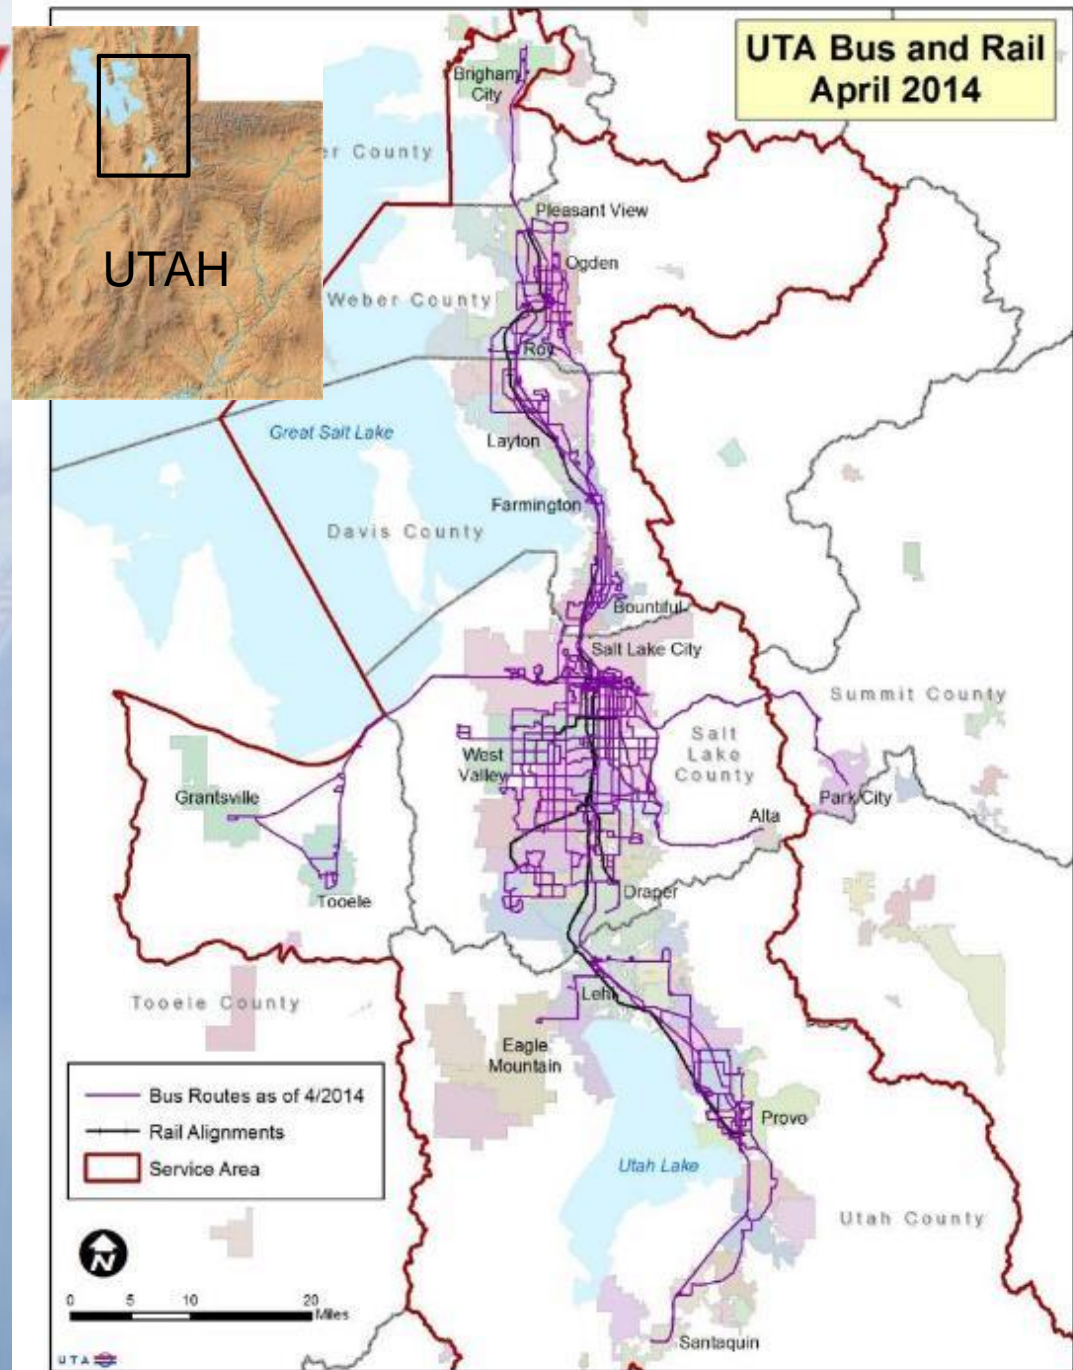 UTA Bus and Rail
April 2014
UTAH
Brigham
City
er County
Pleasant View
Ogden
Weber County
Roy
Great Salt Lake
Layton
Farmington
Davis County
Bountiful
Salt Lake City
Summit County
Salt
Lake
County
West
Valley
Grantsville
Park City
Alta
Tooele
Draper
Tooele County
Lehi
Eagle
Mountain
Bus Routes as of 4/2014
Rail Alignments
Service Area
Provo
Utah Lake
Utah County
N
0 5 10 20
Miles
Santaquin
UTA